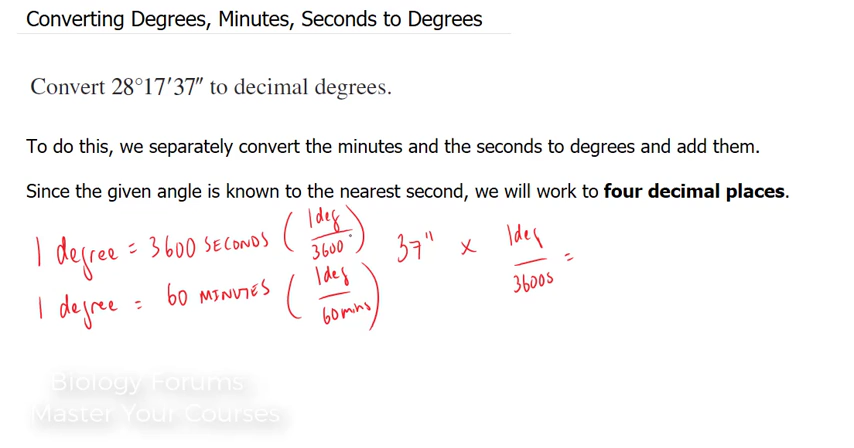 Converting Degrees, Minutes, Seconds to Degrees
Convert 28°17′37″ to decimal degrees.
To do this, we separately convert the minutes and the seconds to degrees and add them.
Since the given angle is known to the nearest second, we will work to four decimal places.
1 degree = 3600 SECONDS (1deg/3600) 37" x 1deg/3600s =
1 degree = 60 MINUTES (1deg/60mins)
Biology Forums
Master Your Courses